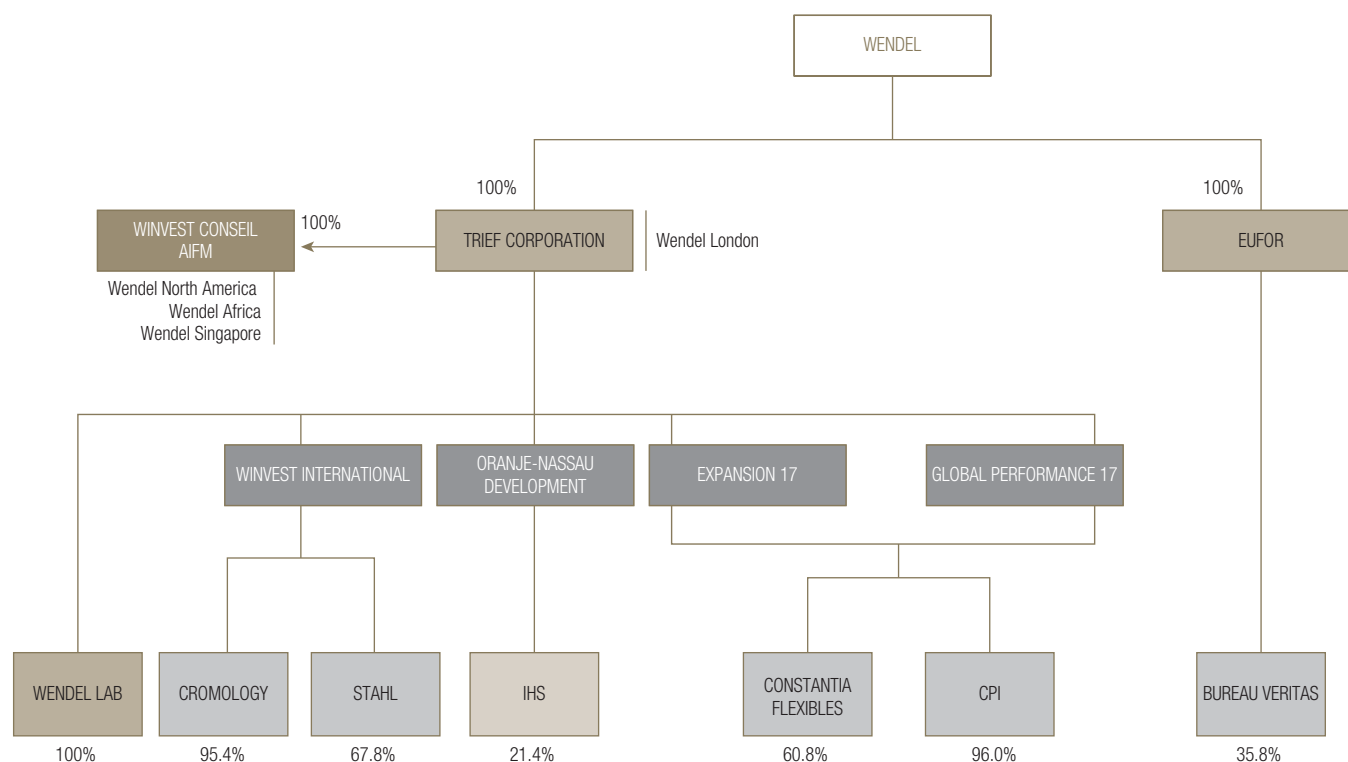 WENDEL
100%
100%
WINVEST CONSEIL
AIFM
100%
TRIEF CORPORATION
Wendel London
EUFOR
Wendel North America
Wendel Africa
Wendel Singapore
WINVEST INTERNATIONAL
ORANJE-NASSAU
DEVELOPMENT
EXPANSION 17
GLOBAL PERFORMANCE 17
WENDEL LAB
CROMOLOGY
STAHL
IHS
CONSTANTIA
FLEXIBLES
CPI
BUREAU VERITAS
100%
95.4%
67.8%
21.4%
60.8%
96.0%
35.8%